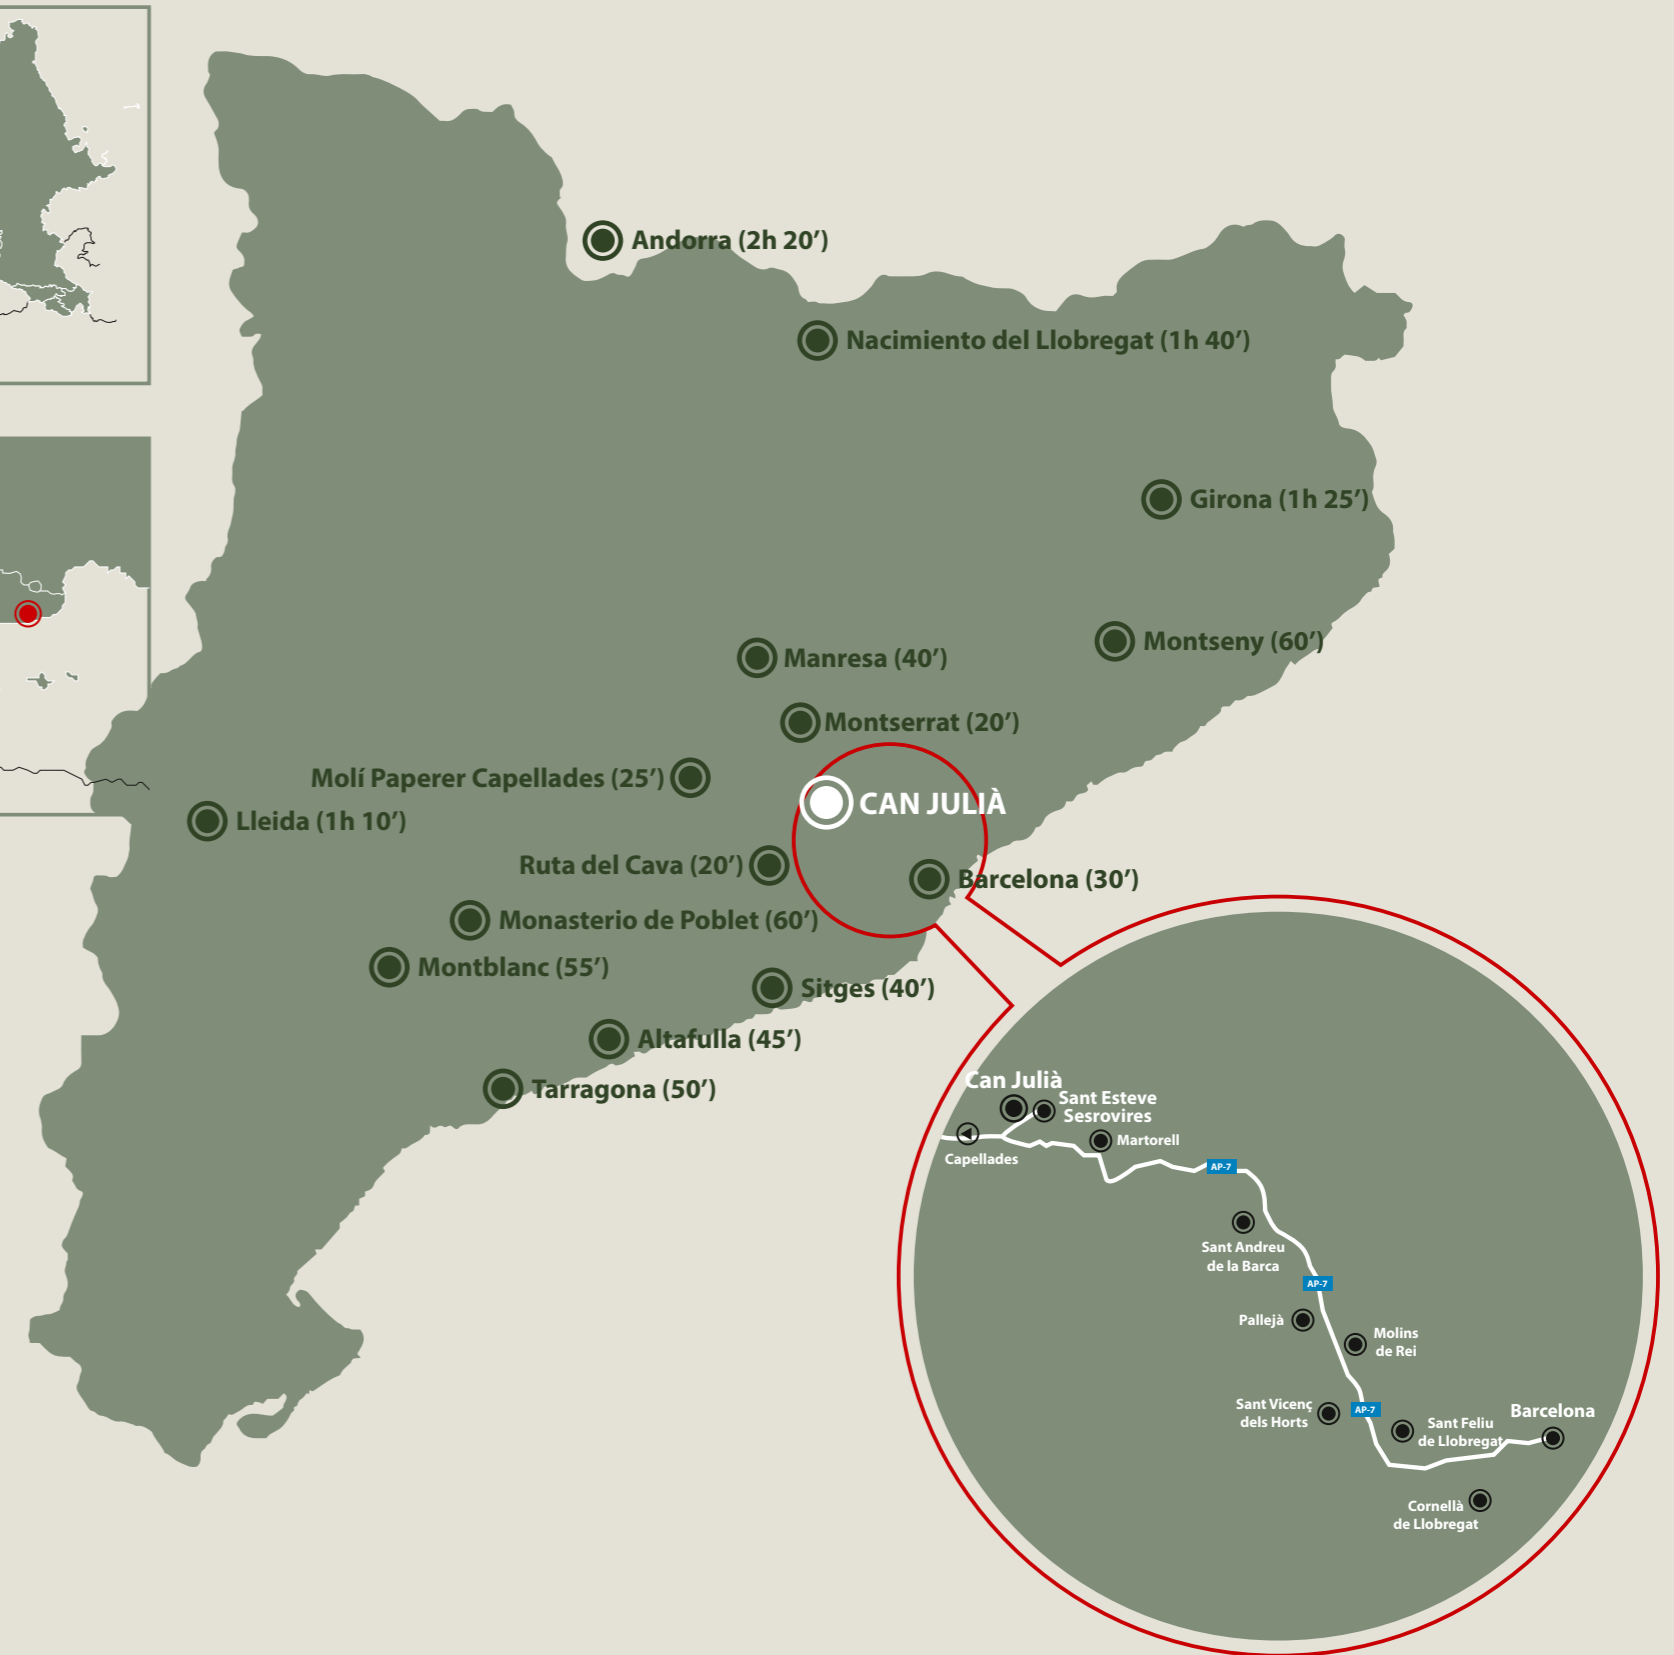 Andorra (2h 20’)
Nacimiento del Llobregat (1h 40’)
Girona (1h 25’)
Montseny (60’)
Manresa (40’)
Montserrat (20’)
Molí Paperer Capellades (25’)
CAN JULIÀ
Lleida (1h 10’)
Ruta del Cava (20’)
Barcelona (30’)
Monasterio de Poblet (60’)
Montblanc (55’)
Sitges (40’)
Altafulla (45’)
Tarragona (50’)
Can Julià
Sant Esteve
Sesrovires
Martorell
Capellades
AP-7
Sant Andreu
de la Barca
AP-7
Pallejà
Molins
de Rei
Sant Vicenç
dels Horts
AP-7
Sant Feliu
de Llobregat
Barcelona
Cornellà
de Llobregat